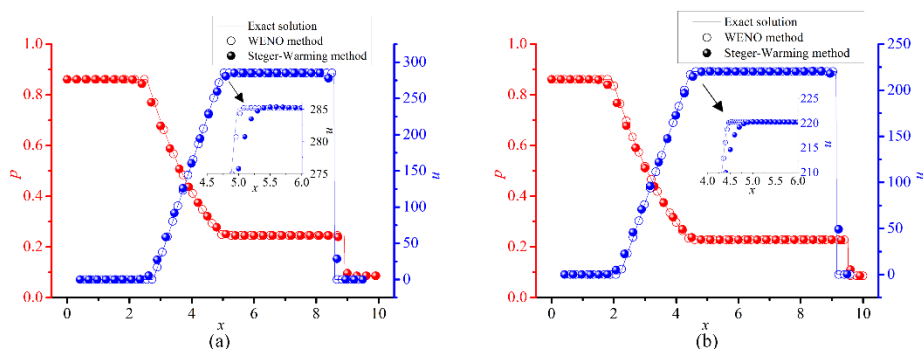 Exact solution
WENO method
Steger-Warming method
1.0
0.8
0.6
0.4
0.2
0.0
p
300
250
200
150
100
50
0
u
285
280
275
u
4.5 5.0 5.5 6.0
x
0 2 4 6 8 10
x
(a)
Exact solution
WENO method
Steger-Warming method
1.0
0.8
0.6
0.4
0.2
0.0
p
250
225
200
150
100
50
0
u
225
220
215
210
u
4.0 4.5 5.0 5.5 6.0
x
0 2 4 6 8 10
x
(b)